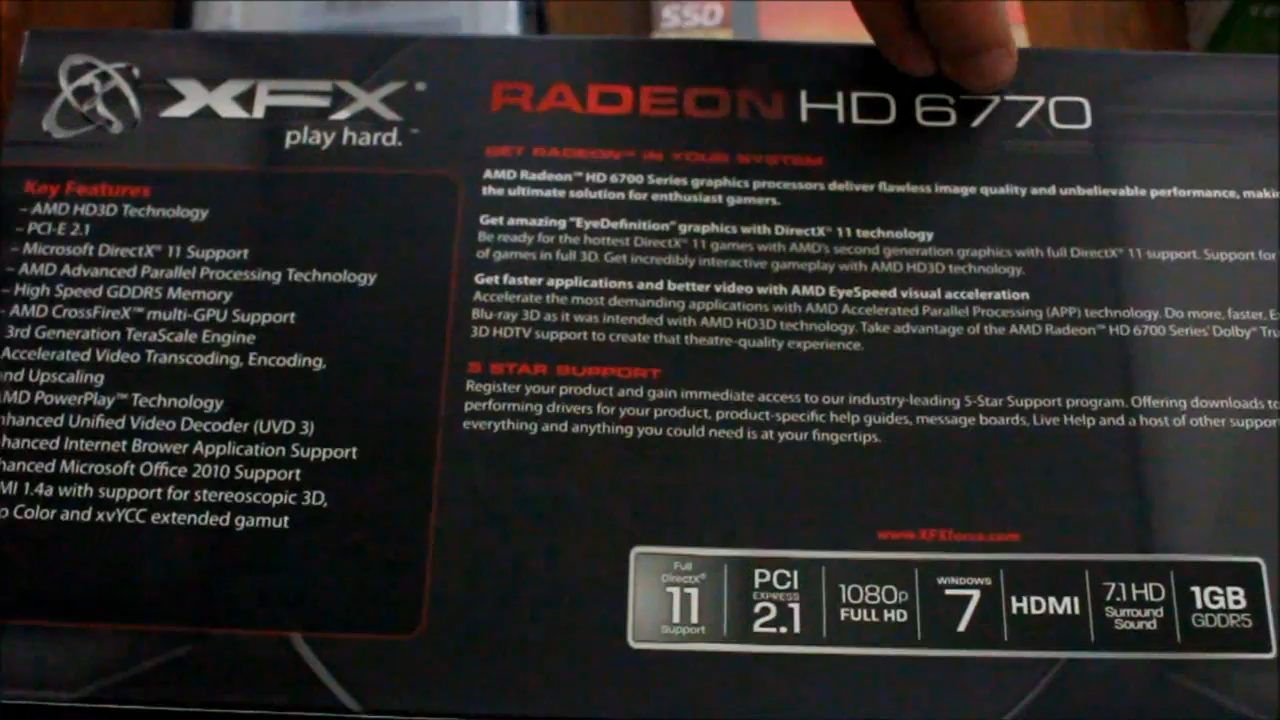 SSD
XFX
play hard.™
RADEON HD 6770
GET RADEON™ IN YOUR SYSTEM
AMD Radeon™ HD 6700 Series graphics processors deliver flawless image quality and unbelievable performance, maki
the ultimate solution for enthusiast gamers.
Get amazing "EyeDefinition" graphics with DirectX® 11 technology
Be ready for the hottest DirectX® 11 games with AMD's second generation graphics with full DirectX® 11 support. Support for
of games in full 3D. Get incredibly interactive gameplay with AMD HD3D technology.
Get faster applications and better video with AMD EyeSpeed visual acceleration
Accelerate the most demanding applications with AMD Accelerated Parallel Processing (APP) technology. Do more, faster. E
Blu-ray 3D as it was intended with AMD HD3D technology. Take advantage of the AMD Radeon™ HD 6700 Series' Dolby® Tru
3D HDTV support to create that theatre-quality experience.
5 STAR SUPPORT
Register your product and gain immediate access to our industry-leading 5-Star Support program. Offering downloads to
performing drivers for your product, product-specific help guides, message boards, Live Help and a host of other suppor
everything and anything you could need is at your fingertips.
Key Features
– AMD HD3D Technology
– PCI-E 2.1
– Microsoft DirectX® 11 Support
– AMD Advanced Parallel Processing Technology
– High Speed GDDR5 Memory
– AMD CrossFireX™ multi-GPU Support
3rd Generation TeraScale Engine
Accelerated Video Transcoding, Encoding,
nd Upscaling
MD PowerPlay™ Technology
nhanced Unified Video Decoder (UVD 3)
hanced Internet Brower Application Support
hanced Microsoft Office 2010 Support
MI 1.4a with support for stereoscopic 3D,
p Color and xvYCC extended gamut
www.XFXforce.com
Full DirectX® 11 Support
PCI EXPRESS 2.1
1080p FULL HD
WINDOWS 7
HDMI
7.1 HD Surround Sound
1GB GDDR5